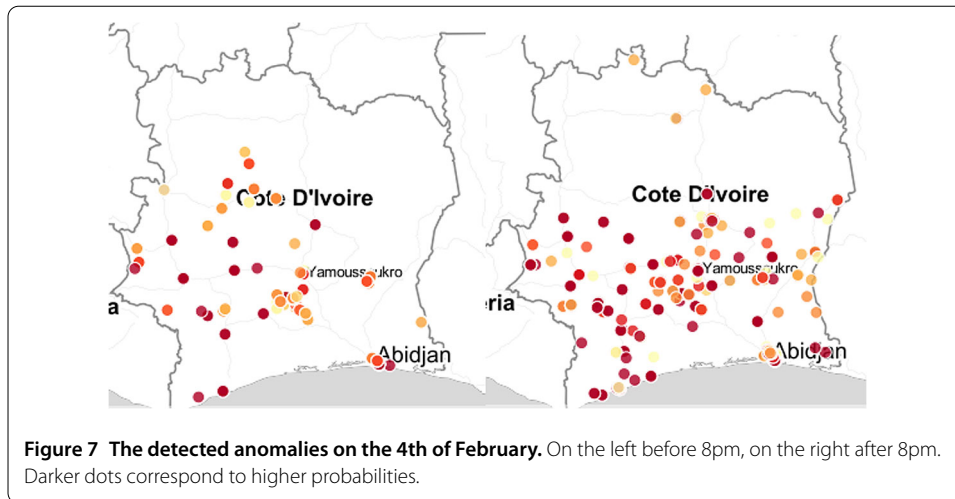 Cote D'Ivoire
Yamoussoukro
a
Abidjan
Cote D'Ivoire
Yamoussoukro
eria
Abidjan
Figure 7 The detected anomalies on the 4th of February. On the left before 8pm, on the right after 8pm.
Darker dots correspond to higher probabilities.